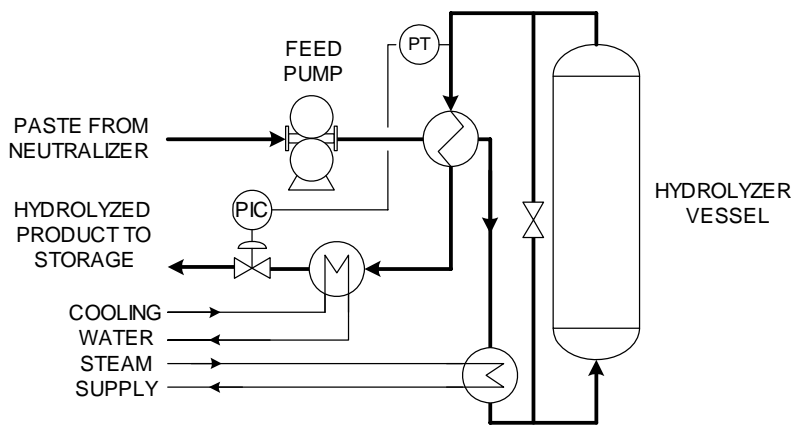 FEED
PUMP
PT
PASTE FROM
NEUTRALIZER
HYDROLYZER
VESSEL
HYDROLYZED
PRODUCT TO
STORAGE
PIC
COOLING
WATER
STEAM
SUPPLY